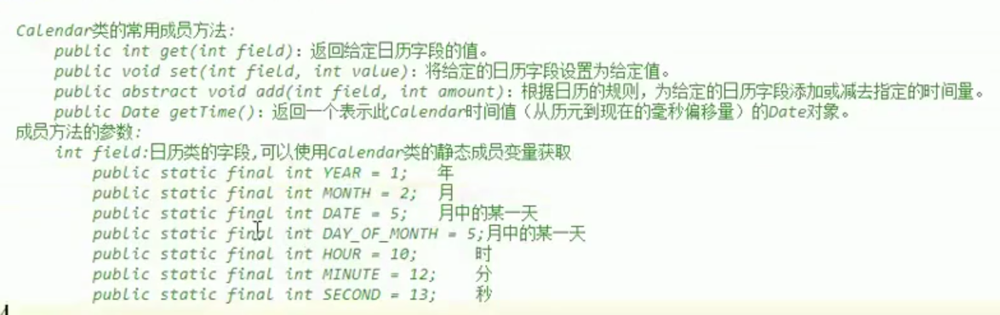 Calendar类的常用成员方法:
public int get(int field): 返回给定日历字段的值。
public void set(int field, int value): 将给定的日历字段设置为给定值。
public abstract void add(int field, int amount): 根据日历的规则，为给定的日历字段添加或减去指定的时间量。
public Date getTime(): 返回一个表示此Calendar时间值（从历元到现在的毫秒偏移量）的Date对象。
成员方法的参数:
int field:日历类的字段,可以使用Calendar类的静态成员变量获取
public static final int YEAR = 1; 年
public static final int MONTH = 2; 月
public static final int DATE = 5; 月中的某一天
public static final int DAY_OF_MONTH = 5;月中的某一天
public static final int HOUR = 10; 时
public static final int MINUTE = 12; 分
public static final int SECOND = 13; 秒